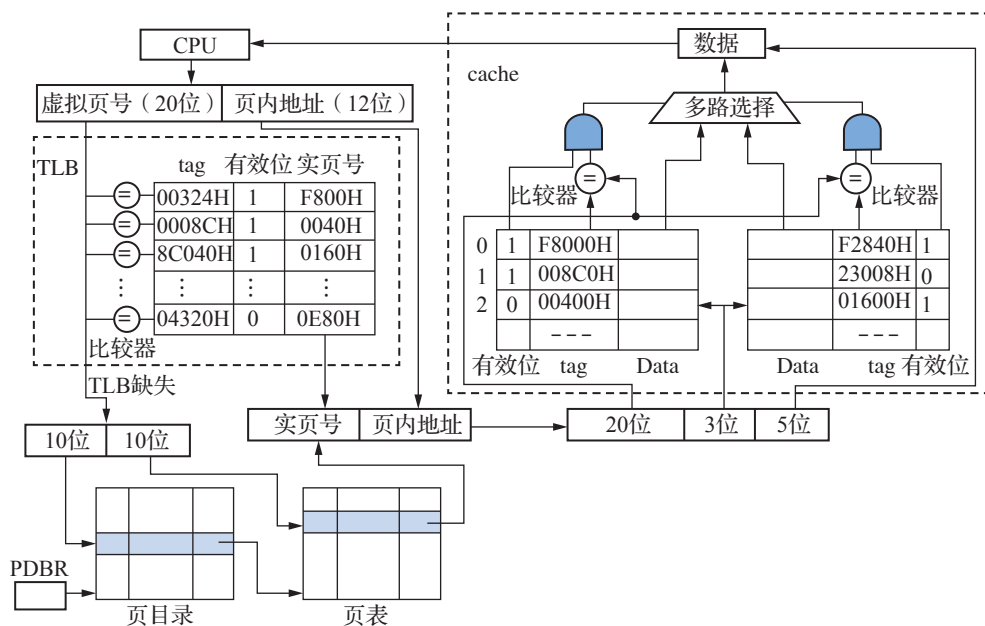 CPU
数据
cache
虚拟页号（20位） 页内地址（12位）
多路选择
TLB
tag 有效位 实页号
= 00324H 1 F800H
= 0008CH 1 0040H
= 8C040H 1 0160H
⋮ ⋮ ⋮ ⋮
= 04320H 0 0E80H
比较器
TLB缺失
比较器 = = 比较器
0 1 F8000H F2840H 1
1 1 008C0H 23008H 0
2 0 00400H 01600H 1
--- ---
有效位 tag Data Data tag 有效位
实页号 页内地址
20位 3位 5位
10位 10位
PDBR
页目录
页表